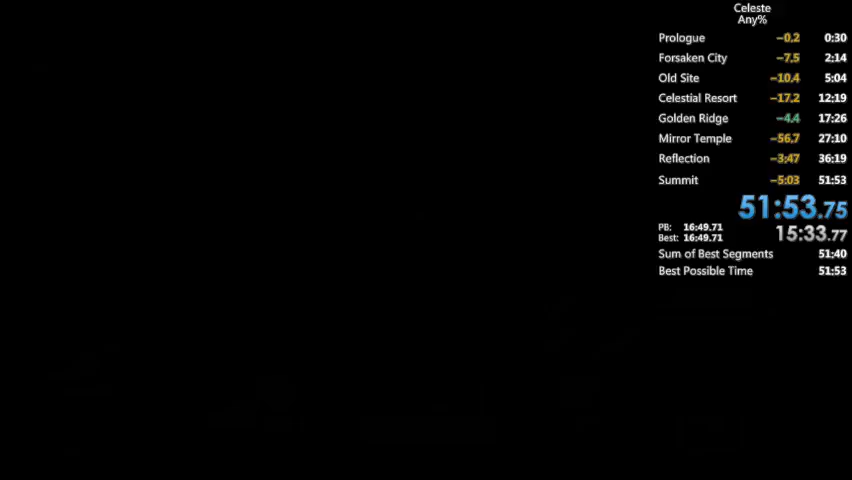 Celeste
Any%
Prologue −0.2 0:30
Forsaken City −7.5 2:14
Old Site −10.4 5:04
Celestial Resort −17.2 12:19
Golden Ridge −4.4 17:26
Mirror Temple −56.7 27:10
Reflection −3:47 36:19
Summit −5:03 51:53
51:53.75
PB: 16:49.71 15:33.77
Best: 16:49.71
Sum of Best Segments 51:40
Best Possible Time 51:53